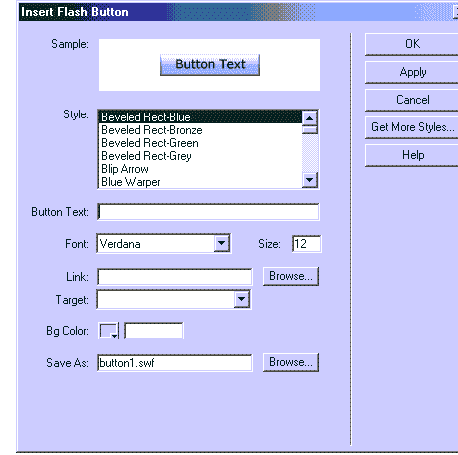 Insert Flash Button
Sample:
Button Text
Style:
Beveled Rect-Blue
Beveled Rect-Bronze
Beveled Rect-Green
Beveled Rect-Grey
Blip Arrow
Blue Warper
Button Text:
Font: Verdana Size: 12
Link: Browse...
Target:
Bg Color:
Save As: button1.swf Browse...
OK
Apply
Cancel
Get More Styles...
Help